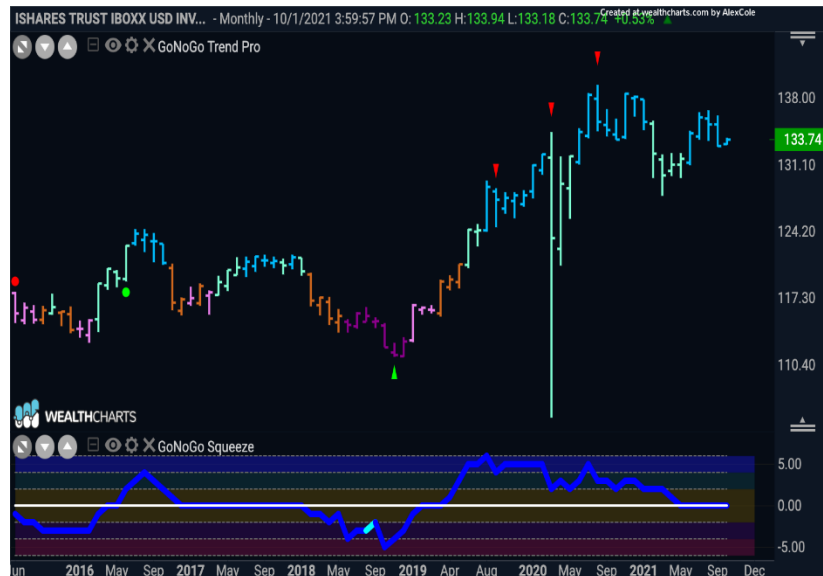 ISHARES TRUST IBOXX USD INV... - Monthly - 10/1/2021 3:59:57 PM O: 133.23 H:133.94 L:133.18 C:133.74 +0.53%
Created at wealthcharts.com by AlexCole
GoNoGo Trend Pro
138.00
133.74
131.10
124.20
117.30
110.40
WEALTHCHARTS
GoNoGo Squeeze
5.00
0.00
-5.00
Jun 2016 May Sep 2017 May Sep 2018 May Sep 2019 Apr Aug 2020 May Sep 2021 May Sep Dec